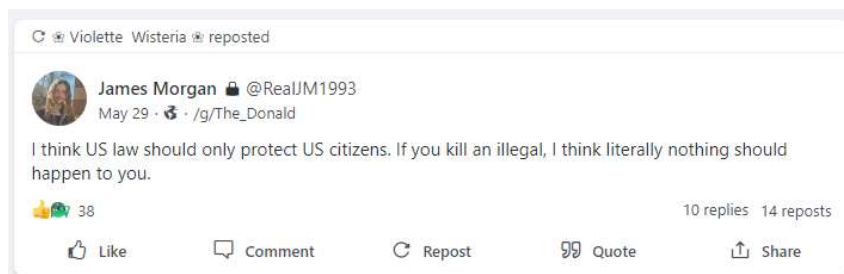 Violette Wisteria reposted
James Morgan @RealJM1993
May 29 · · /g/The_Donald
I think US law should only protect US citizens. If you kill an illegal, I think literally nothing should
happen to you.
38 10 replies 14 reposts
Like Comment Repost Quote Share